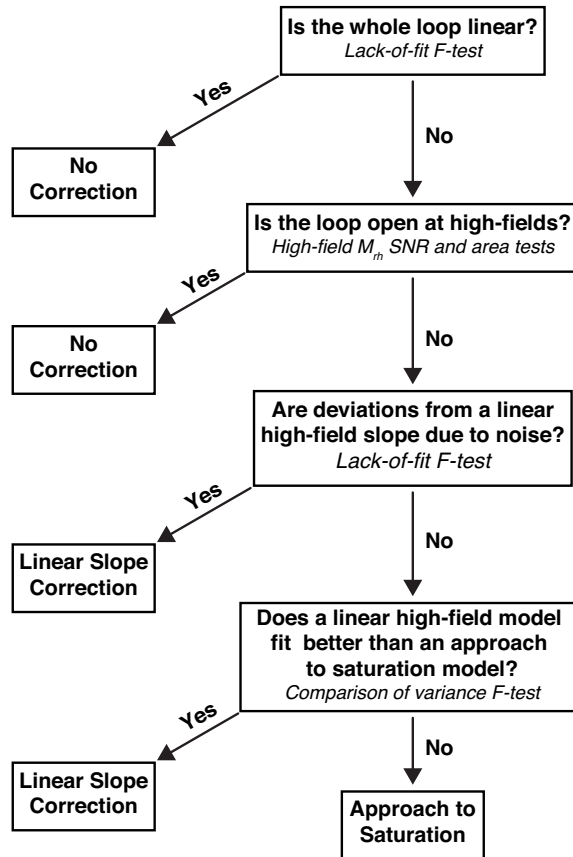 Is the whole loop linear?
Lack-of-fit F-test
Yes
No
No
Correction
Is the loop open at high-fields?
High-field Mrh SNR and area tests
Yes
No
No
Correction
Are deviations from a linear
high-field slope due to noise?
Lack-of-fit F-test
Yes
No
Linear Slope
Correction
Does a linear high-field model
fit better than an approach
to saturation model?
Comparison of variance F-test
Yes
No
Linear Slope
Correction
Approach to
Saturation